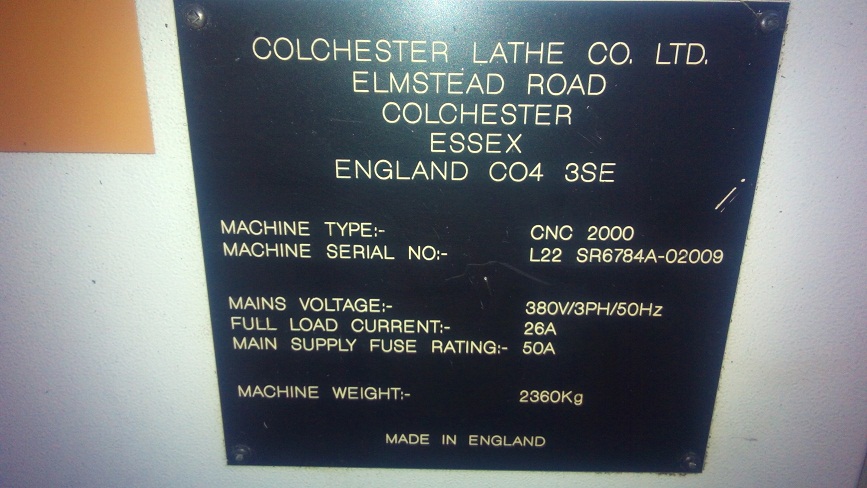 COLCHESTER LATHE CO. LTD.
ELMSTEAD ROAD
COLCHESTER
ESSEX
ENGLAND CO4 3SE
MACHINE TYPE:- CNC 2000
MACHINE SERIAL NO:- L22 SR6784A-02009
MAINS VOLTAGE:- 380V/3PH/50Hz
FULL LOAD CURRENT:- 26A
MAIN SUPPLY FUSE RATING:- 50A
MACHINE WEIGHT:- 2360Kg
MADE IN ENGLAND